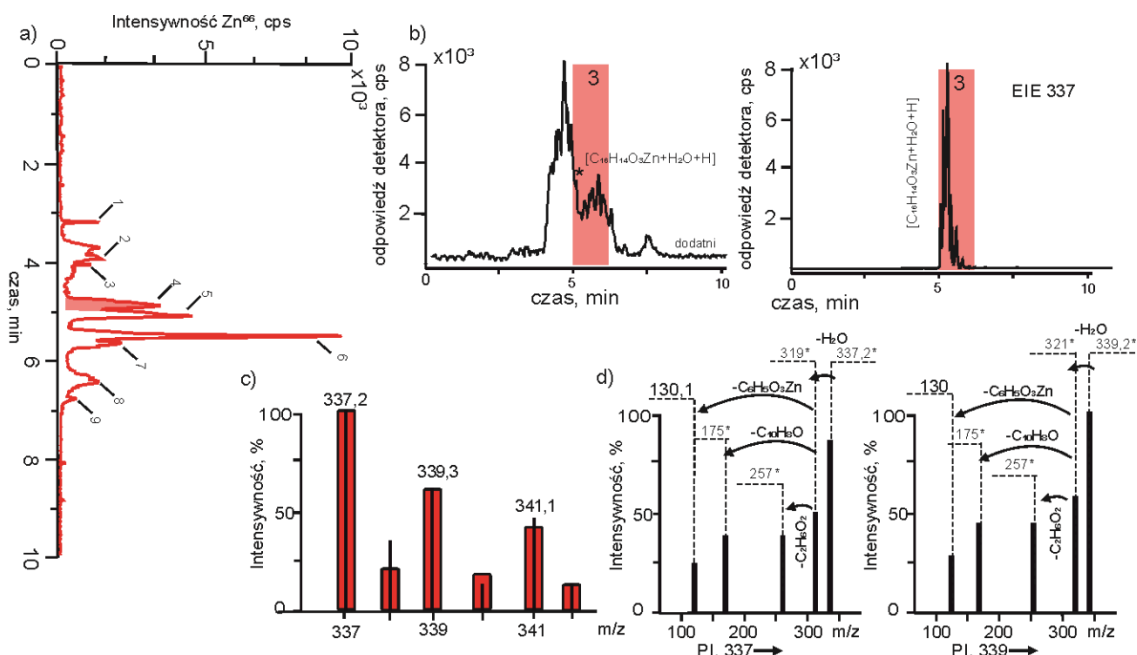 a)
Intensywność Zn⁶⁶, cps
0
5
10
x10³
0
2
4
6
8
10
czas, min
1
2
3
4
5
6
7
8
9
b)
x10³
8
6
4
2
0
5
10
odpowiedź detektora, cps
czas, min
3
*
[C₁₆H₁₄O₃Zn+H₂O+H]
dodatni
x10³
8
6
4
2
0
5
10
odpowiedź detektora, cps
czas, min
3
EIE 337
[C₁₆H₁₄O₃Zn+H₂O+H]
c)
Intensywność, %
100
50
0
337,2
339,3
341,1
337
339
341
m/z
d)
Intensywność, %
100
50
0
-H₂O
319*
337,2*
130,1
-C₆H₅O₃Zn
175*
-C₁₀H₈O
257*
-C₂H₆O₂
100
200
300
m/z
PI, 337
Intensywność, %
100
50
0
-H₂O
321*
339,2*
130
-C₆H₅O₃Zn
175*
-C₁₀H₈O
257*
-C₂H₆O₂
100
200
300
m/z
PI, 339